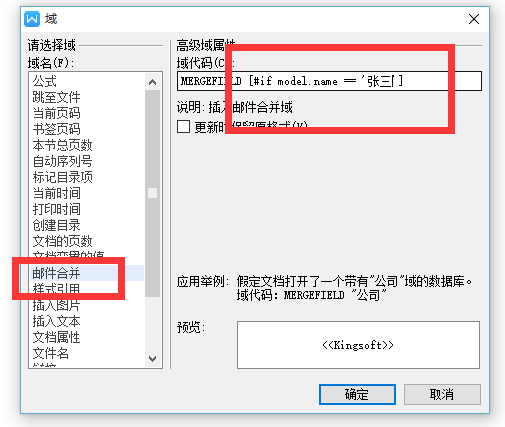 域
请选择域
域名(F):
公式
跳至文件
当前页码
书签页码
本节总页数
自动序列号
标记目录项
当前时间
打印时间
创建目录
文档的页数
文档变量的值
邮件合并
样式引用
插入图片
插入文本
文档属性
文件名
链接
高级域属性
域代码(C):
MERGEFIELD [#if model.name == '张三']
说明: 插入邮件合并域
更新时保留原格式(V)
应用举例: 假定文档打开了一个带有"公司"域的数据库。
域代码: MERGEFIELD "公司"
预览:
<<Kingsoft>>
确定
取消